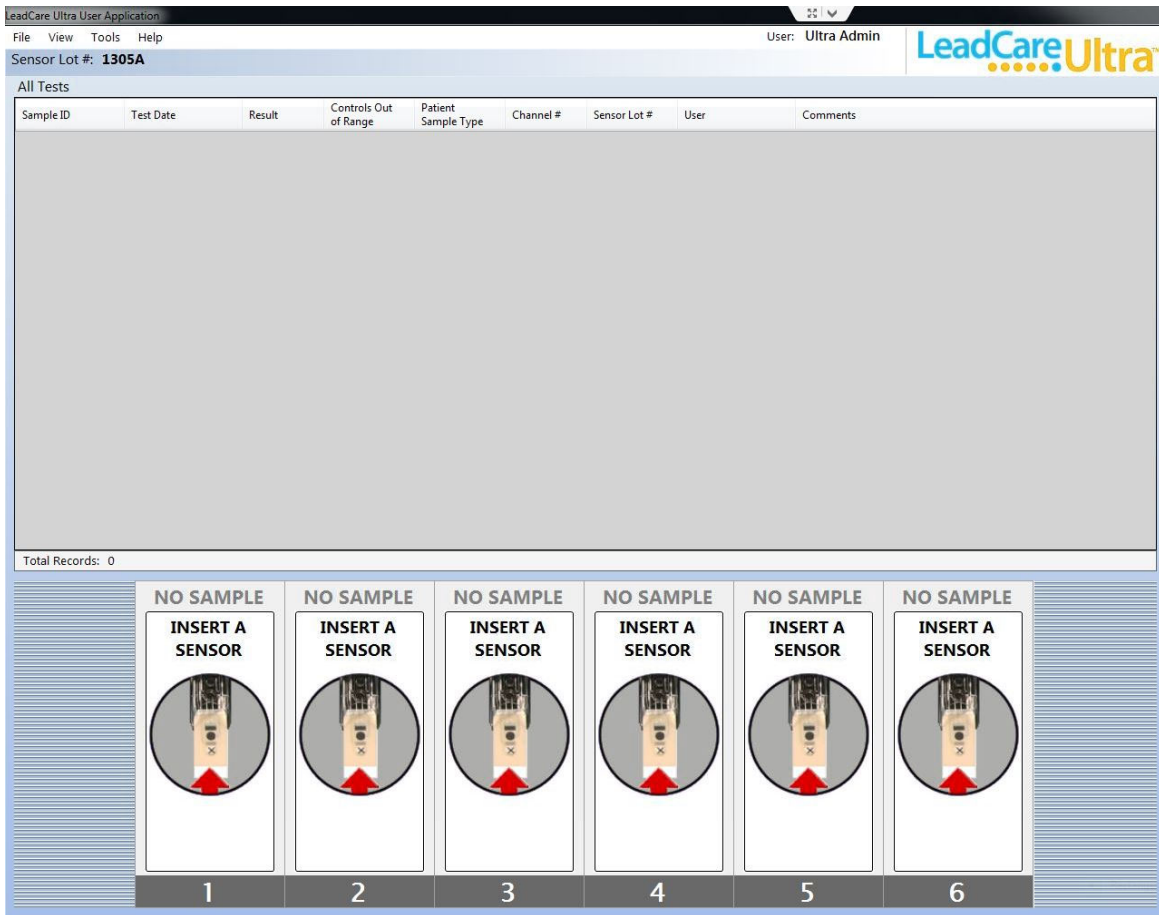 LeadCare Ultra User Application
File View Tools Help
User: Ultra Admin
LeadCare Ultra™
Sensor Lot #: 1305A
All Tests
Sample ID Test Date Result Controls Out of Range Patient Sample Type Channel # Sensor Lot # User Comments
Total Records: 0
NO SAMPLE NO SAMPLE NO SAMPLE NO SAMPLE NO SAMPLE NO SAMPLE
INSERT A INSERT A INSERT A INSERT A INSERT A INSERT A
SENSOR SENSOR SENSOR SENSOR SENSOR SENSOR
1 2 3 4 5 6